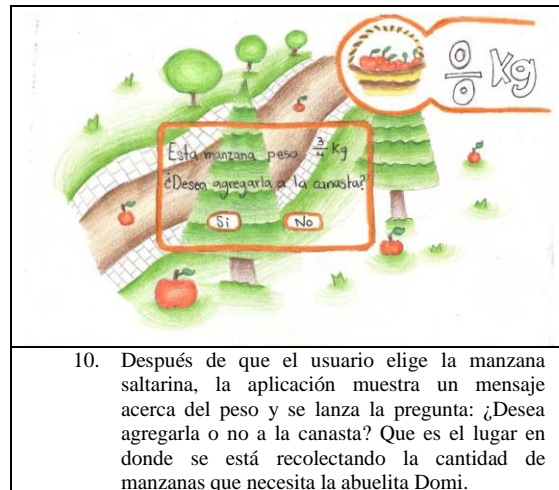 0/0 Kg
Esta manzana pesa 3/4 Kg
¿Desea agregarla a la canasta?
Si No
10. Después de que el usuario elige la manzana
saltarina, la aplicación muestra un mensaje
acerca del peso y se lanza la pregunta: ¿Desea
agregarla o no a la canasta? Que es el lugar en
donde se está recolectando la cantidad de
manzanas que necesita la abuelita Domi.